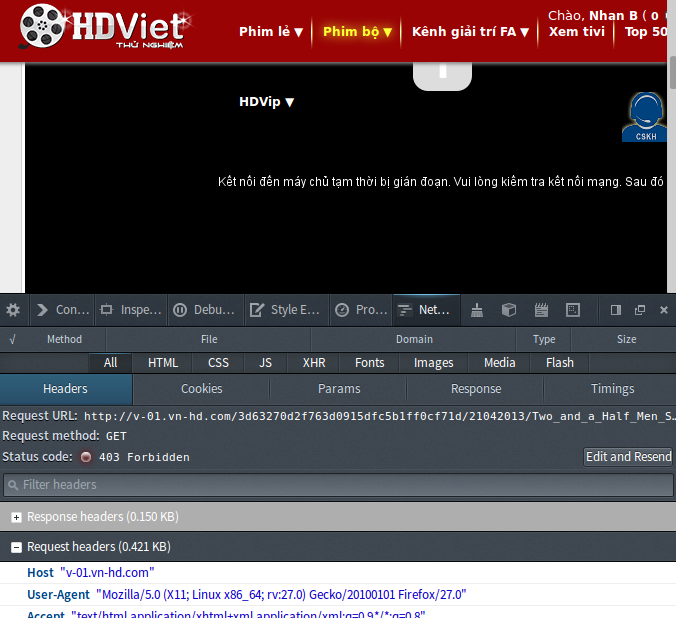 HDViet
THỬ NGHIỆM
Phim lẻ ▼ Phim bộ ▼ Kênh giải trí FA ▼ Chào, Nhan B ( 0
Xem tivi Top 50
HDVip ▼
CSKH
Kết nối đến máy chủ tạm thời bị gián đoạn. Vui lòng kiểm tra kết nối mạng. Sau đó
Con… Inspe… Debu… Style E… Pro… Net…
√ Method File Domain Type Size
All HTML CSS JS XHR Fonts Images Media Flash
Headers Cookies Params Response Timings
Request URL: http://v-01.vn-hd.com/3d63270d2f763d0915dfc5b1ff0cf71d/21042013/Two_and_a_Half_Men_S…
Request method: GET
Status code: 403 Forbidden Edit and Resend
Filter headers
Response headers (0.150 KB)
Request headers (0.421 KB)
Host "v-01.vn-hd.com"
User-Agent "Mozilla/5.0 (X11; Linux x86_64; rv:27.0) Gecko/20100101 Firefox/27.0"
Accept "text/html,application/xhtml+xml,application/xml;q=0.9,*/*;q=0.8"